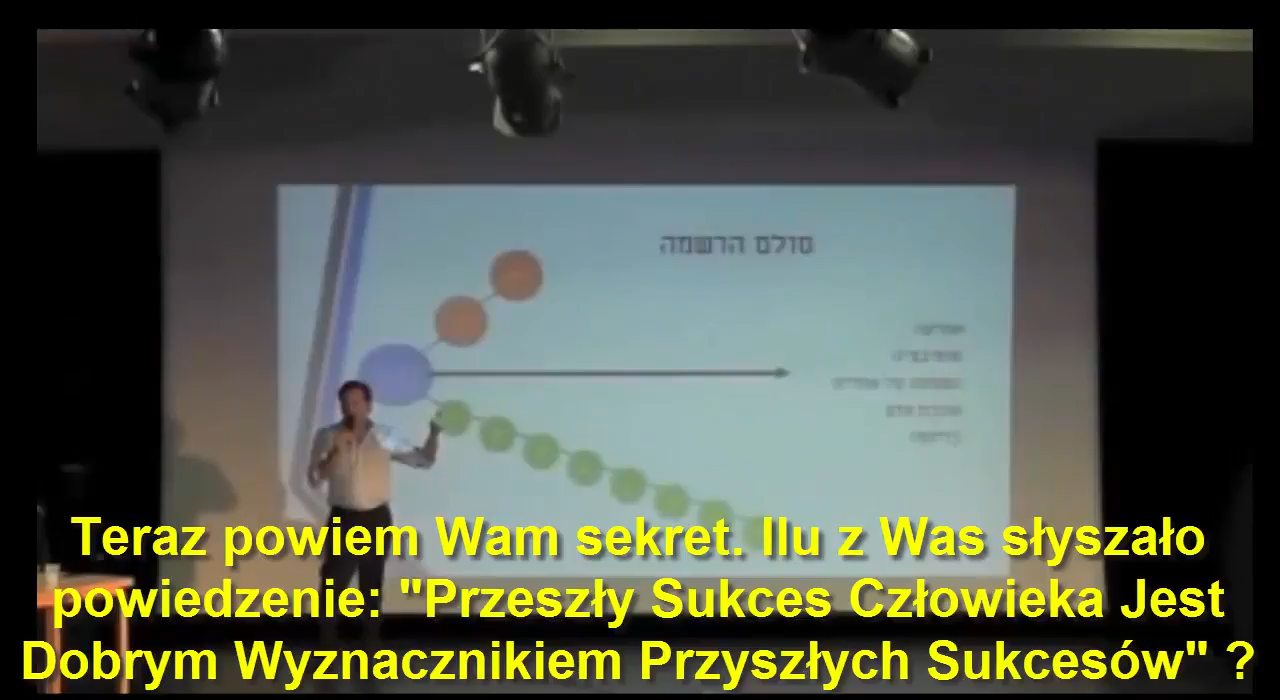 סולם הרשמה
Teraz powiem Wam sekret. Ilu z Was słyszało
powiedzenie: "Przeszły Sukces Człowieka Jest
Dobrym Wyznacznikiem Przyszłych Sukcesów" ?